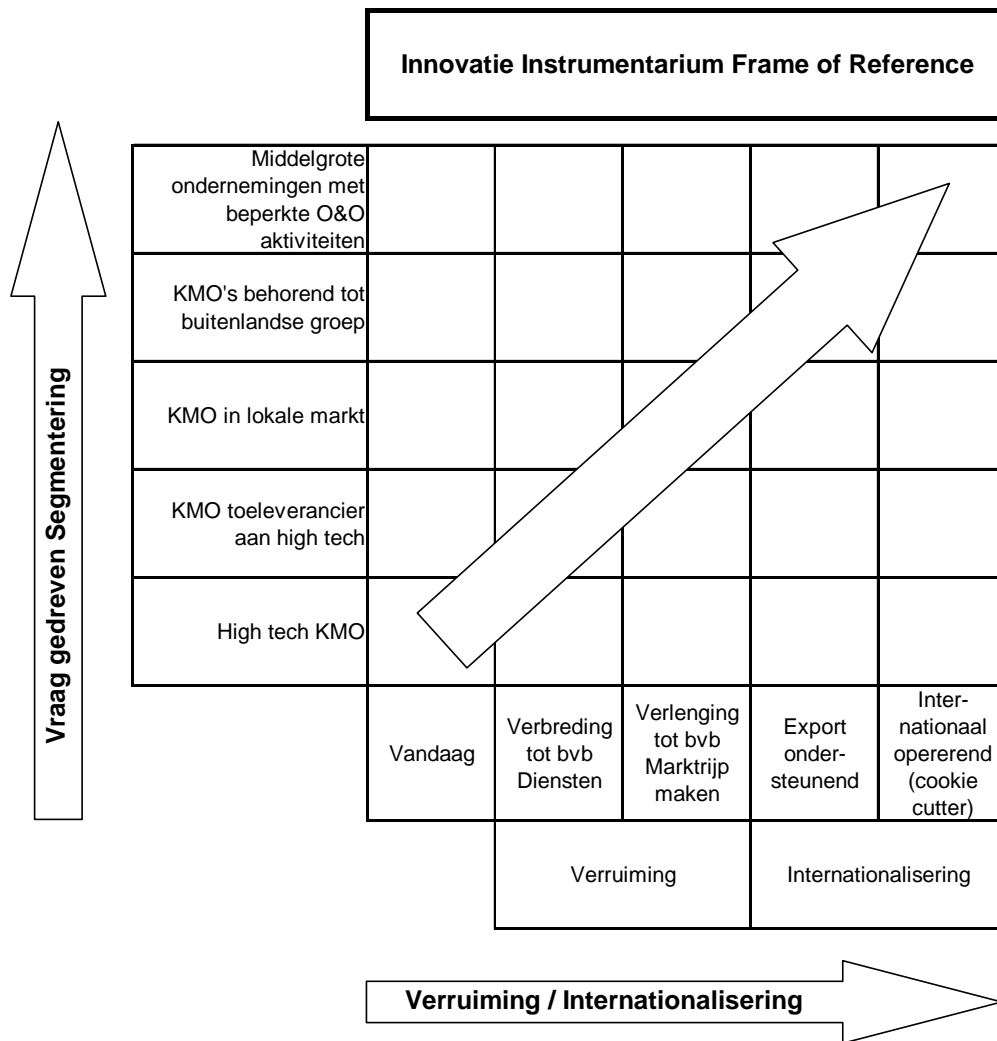 Innovatie Instrumentarium Frame of Reference
Middelgrote
ondernemingen met
beperkte O&O
aktiviteiten
KMO's behorend tot
buitenlandse groep
KMO in lokale markt
KMO toeleverancier
aan high tech
High tech KMO
Vraag gedreven Segmentering
Vandaag
Verbreding
tot bvb
Diensten
Verlenging
tot bvb
Marktrijp
maken
Export
onder-
steunend
Inter-
nationaal
opererend
(cookie
cutter)
Verruiming
Internationalisering
Verruiming / Internationalisering